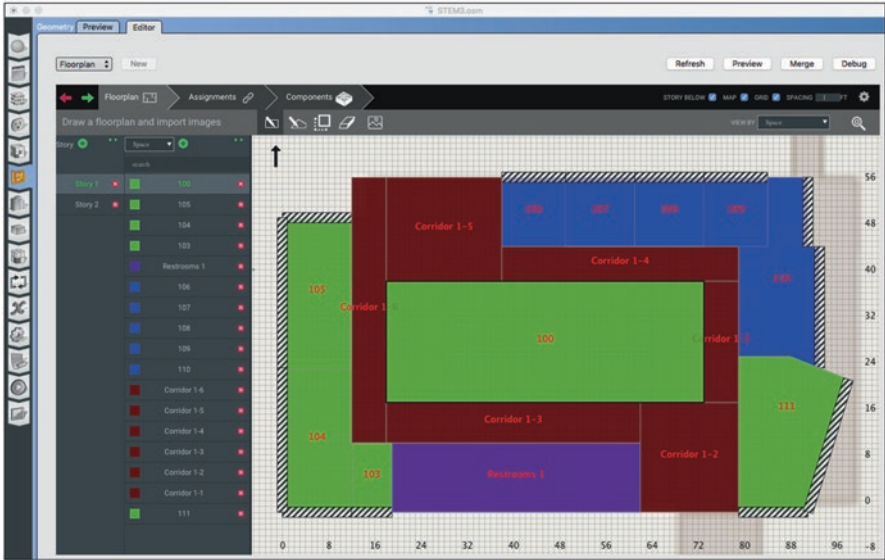 STEM3.osm
Geometry Preview Editor
Floorplan New Refresh Preview Merge Debug
Floorplan Assignments Components STORY BELOW MAP GRID SPACING 1 FT
Draw a floorplan and import images VIEW BY Space
Story Space
search
Story 1 100
Story 2 105
104
103
Restrooms 1
106
107
108
109
110
Corridor 1-6
Corridor 1-5
Corridor 1-4
Corridor 1-3
Corridor 1-2
Corridor 1-1
111
107
Corridor 1-5
Corridor 1-4
105
100
111
Corridor 1-3
104
Corridor 1-2
103
Restrooms 1
56
48
40
32
24
16
8
0
-8
0 8 16 24 32 40 48 56 64 72 80 88 96